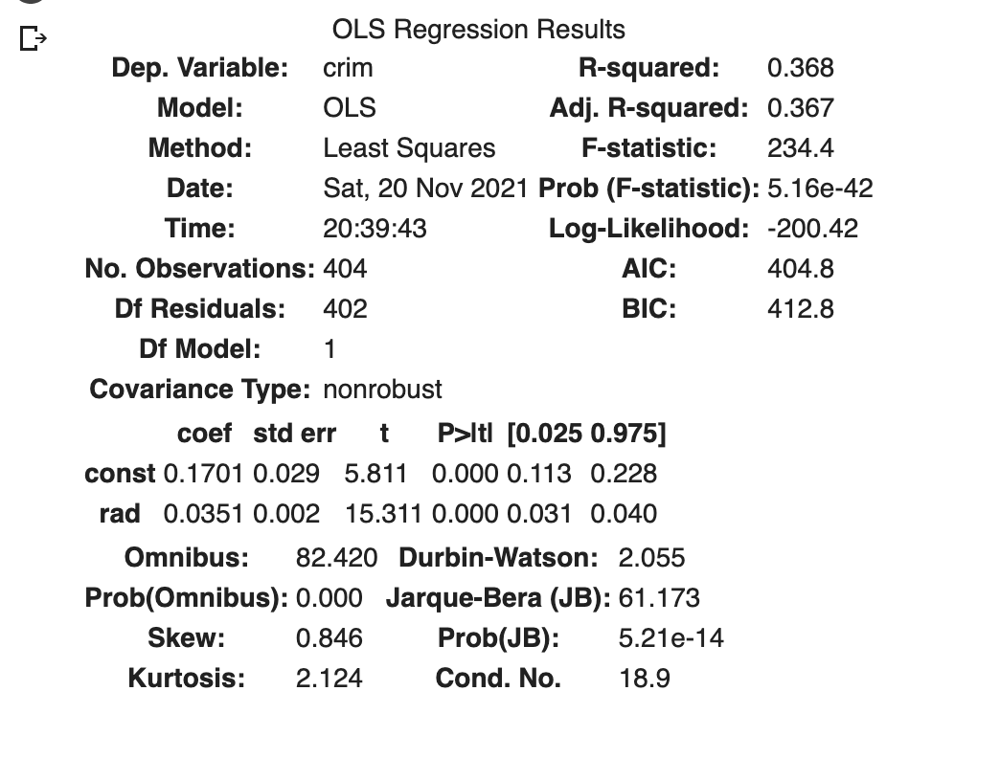 OLS Regression Results
Dep. Variable: crim R-squared: 0.368
Model: OLS Adj. R-squared: 0.367
Method: Least Squares F-statistic: 234.4
Date: Sat, 20 Nov 2021 Prob (F-statistic): 5.16e-42
Time: 20:39:43 Log-Likelihood: -200.42
No. Observations: 404 AIC: 404.8
Df Residuals: 402 BIC: 412.8
Df Model: 1
Covariance Type: nonrobust
coef std err t P>|t| [0.025 0.975]
const 0.1701 0.029 5.811 0.000 0.113 0.228
rad 0.0351 0.002 15.311 0.000 0.031 0.040
Omnibus: 82.420 Durbin-Watson: 2.055
Prob(Omnibus): 0.000 Jarque-Bera (JB): 61.173
Skew: 0.846 Prob(JB): 5.21e-14
Kurtosis: 2.124 Cond. No. 18.9